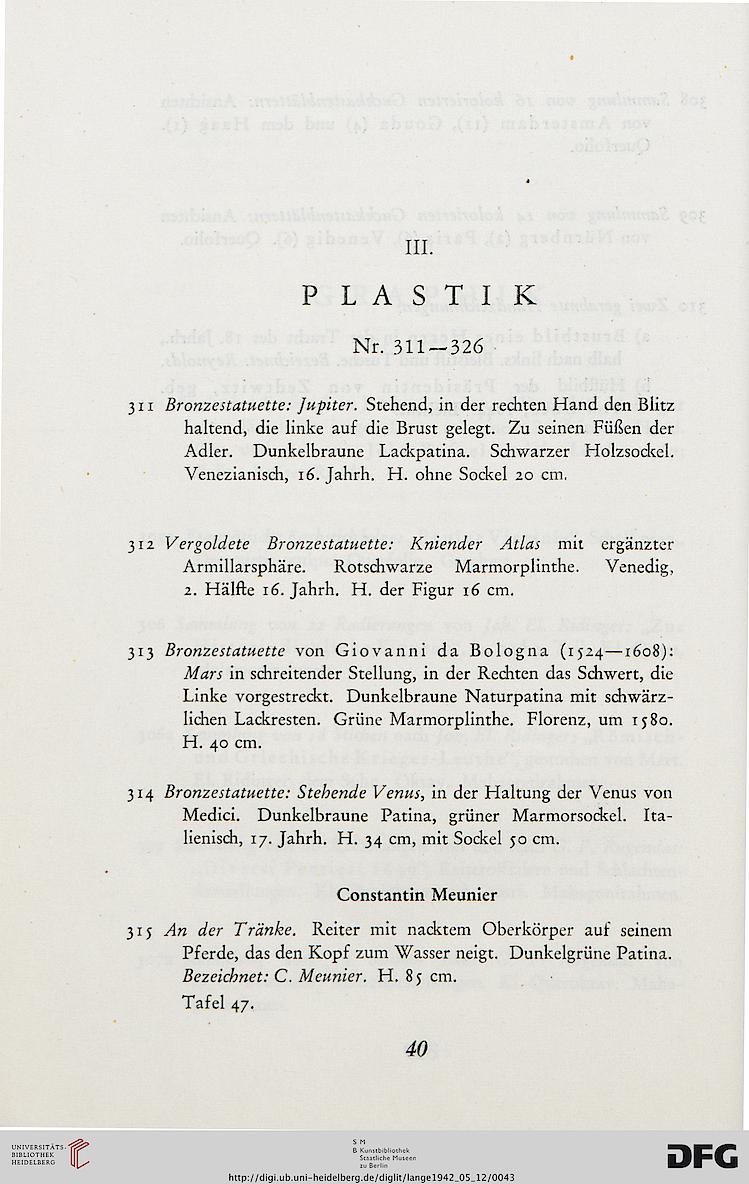 III.
PLASTIK
Nr. 311—326
311 Bronzestatuette: Jupiter. Stehend, in der rechten Hand den Blitz
haltend, die linke auf die Brust gelegt. Zu seinen Füßen der
Adler. Dunkelbraune Lackpatina. Schwarzer Holzsockel.
Venezianisch, 16. Jahrh. H. ohne Sockel 20 cm.
312 Vergoldete Bronzestatuette: Kniender Atlas mit ergänzter
Armillarsphäre. Rotschwarze Marmorplinthe. Venedig,
2. Hälfte 16. Jahrh. H. der Figur 16 cm.
313 Bronzestatuette von Giovanni da Bologna (1524—1608):
Mars in schreitender Stellung, in der Rechten das Schwert, die
Linke vorgestreckt. Dunkelbraune Naturpatina mit schwärz-
lichen Lackresten. Grüne Marmorplinthe. Florenz, um 1580.
H. 40 cm.
314 Bronzestatuette: Stehende Venus, in der Haltung der Venus von
Medici. Dunkelbraune Patina, grüner Marmorsockel. Ita-
lienisch, 17. Jahrh. H. 34 cm, mit Sockel 50 cm.
Constantin Meunier
315 An der Tränke. Reiter mit nacktem Oberkörper auf seinem
Pferde, das den Kopf zum Wasser neigt. Dunkelgrüne Patina.
Bezeichnet: C. Meunier. H. 85 cm.
Tafel 47.
40
UNIVERSITÄTS-
BIBLIOTHEK
HEIDELBERG
S M
B Kunstbibliothek
Staatliche Museen
zu Berlin
DFG
http://digi.ub.uni-heidelberg.de/diglit/lange1942_05_12/0043